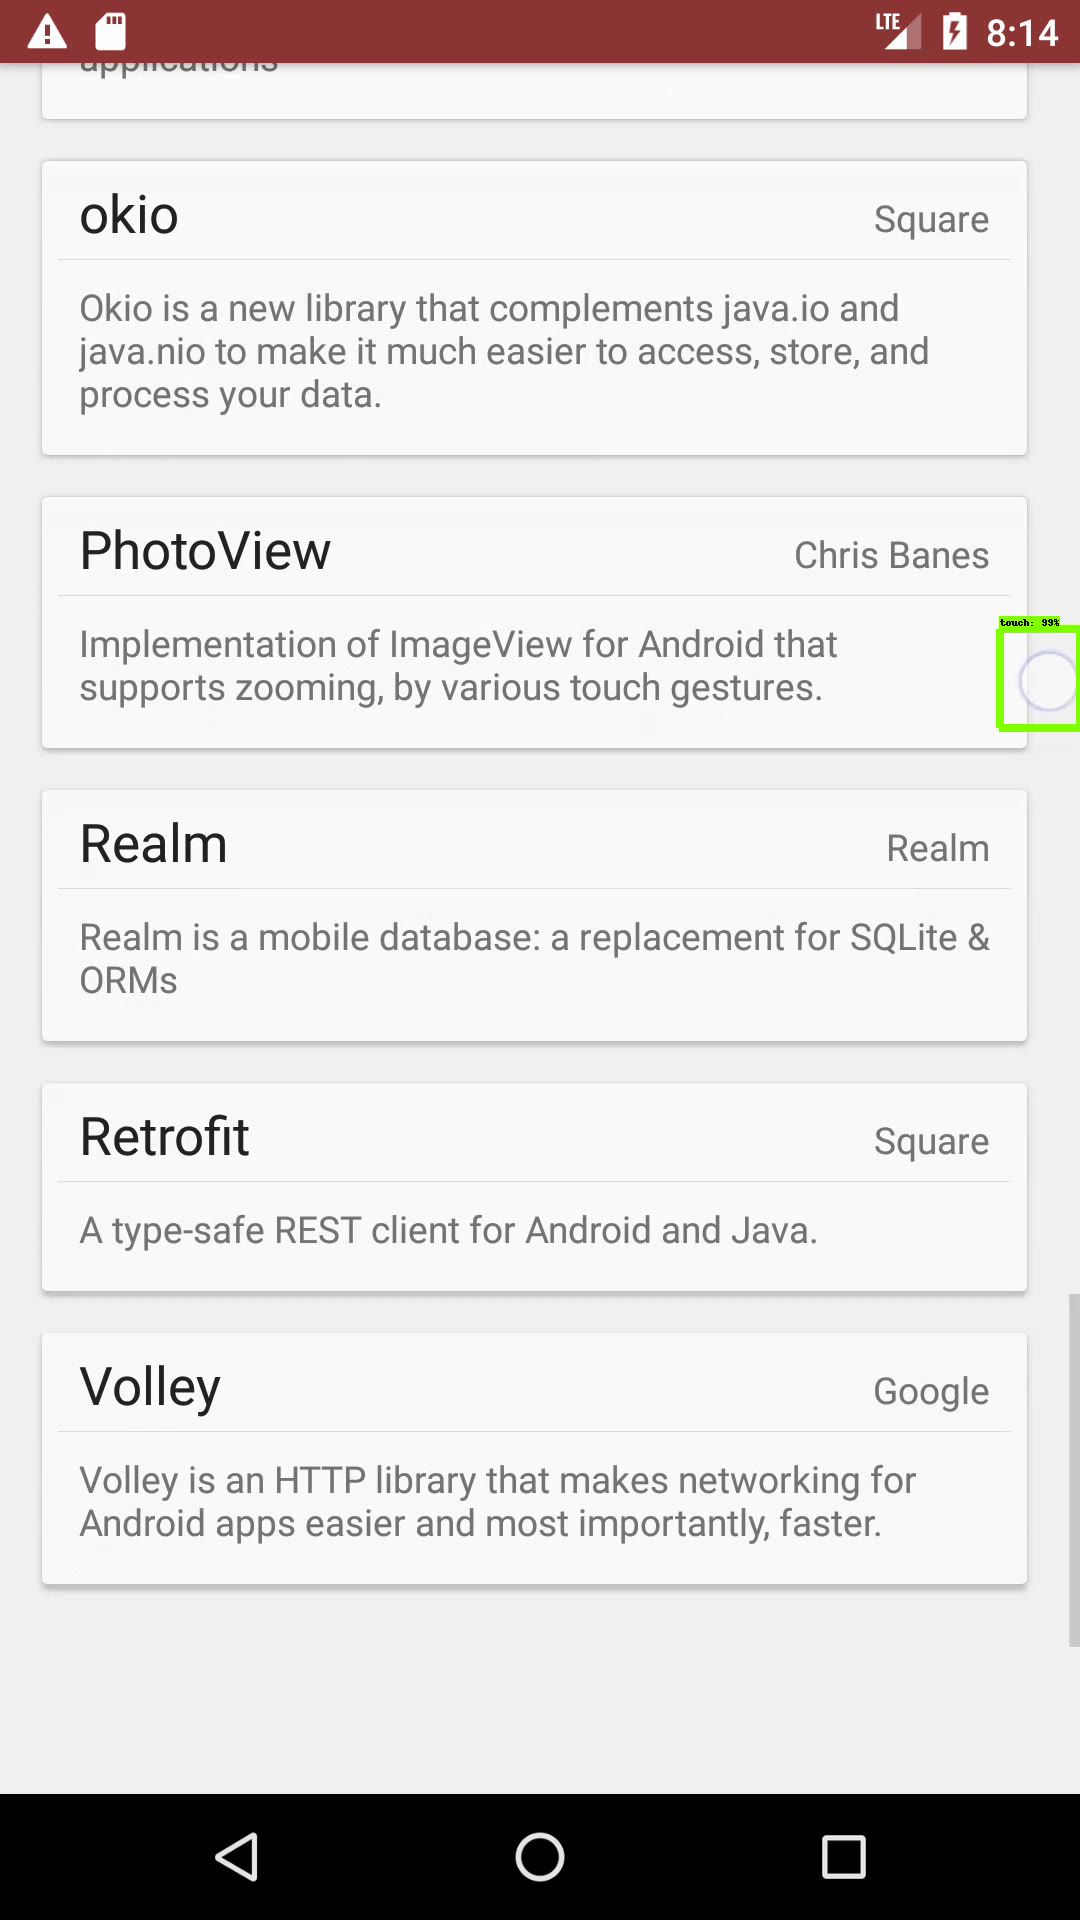 LTE 8:14
applications
okio Square
Okio is a new library that complements java.io and
java.nio to make it much easier to access, store, and
process your data.
PhotoView Chris Banes
Implementation of ImageView for Android that
supports zooming, by various touch gestures.
touch: 99%
Realm Realm
Realm is a mobile database: a replacement for SQLite &
ORMs
Retrofit Square
A type-safe REST client for Android and Java.
Volley Google
Volley is an HTTP library that makes networking for
Android apps easier and most importantly, faster.